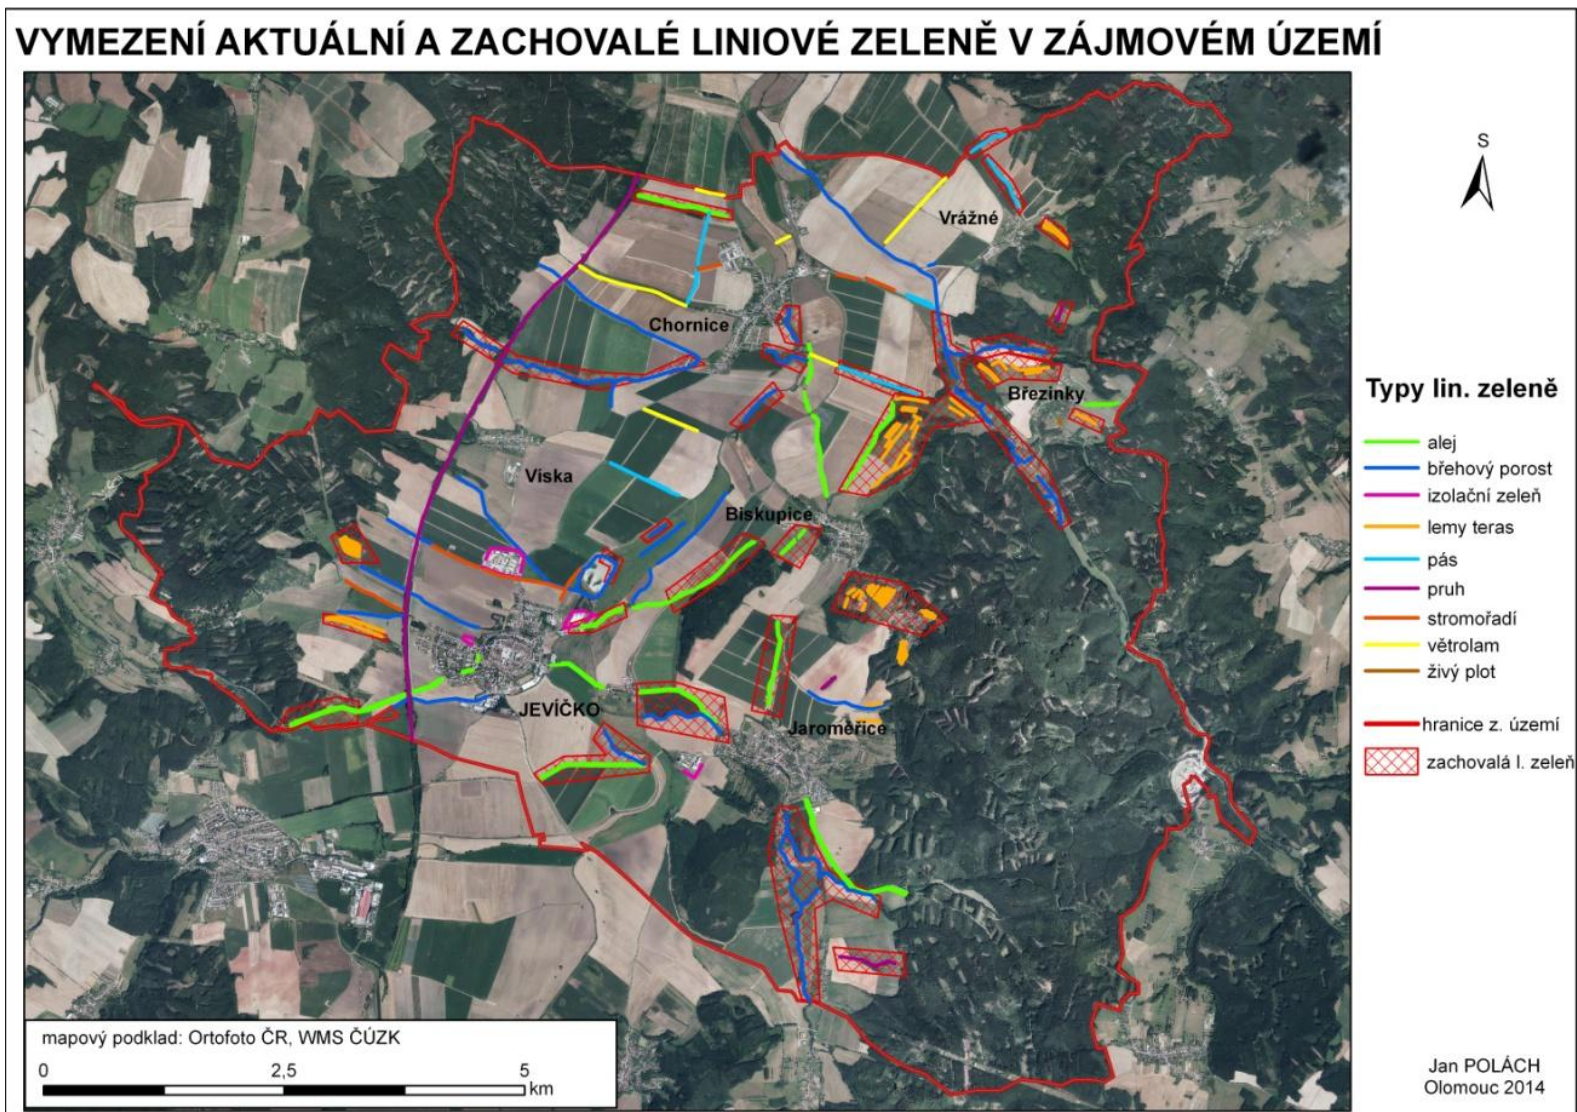 VYMEZENÍ AKTUÁLNÍ A ZACHOVALÉ LINIOVÉ ZELENĚ V ZÁJMOVÉM ÚZEMÍ
S
Vrážné
Chornice
Březinky
Víska
Biskupice
JEVÍČKO
Jaroměřice
Typy lin. zeleně
alej
břehový porost
izolační zeleň
lemy teras
pás
pruh
stromořadí
větrolam
živý plot
hranice z. území
zachovalá l. zeleň
mapový podklad: Ortofoto ČR, WMS ČÚZK
0 2,5 5
km
Jan POLÁCH
Olomouc 2014